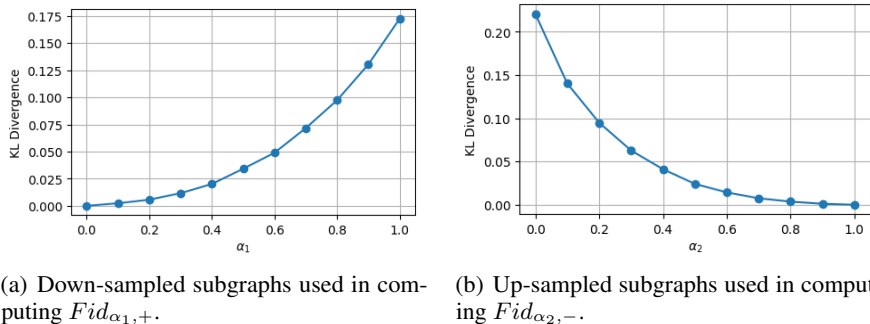 0.175
0.150
0.125
0.100
0.075
0.050
0.025
0.000
KL Divergence
0.0 0.2 0.4 0.6 0.8 1.0
α1
0.20
0.15
0.10
0.05
0.00
KL Divergence
0.0 0.2 0.4 0.6 0.8 1.0
α2
(a) Down-sampled subgraphs used in com-
puting Fidα1,+.
(b) Up-sampled subgraphs used in comput
ing Fidα2,−.